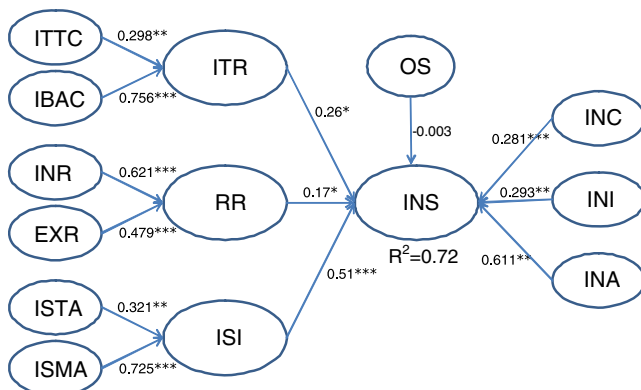 ITTC
0.298**
ITR
IBAC
0.756***
OS
0.26*
-0.003
INC
0.281***
INR
0.621***
RR
0.17*
INS
0.293**
INI
EXR
0.479***
R²=0.72
0.51***
0.611**
INA
ISTA
0.321**
ISI
ISMA
0.725***